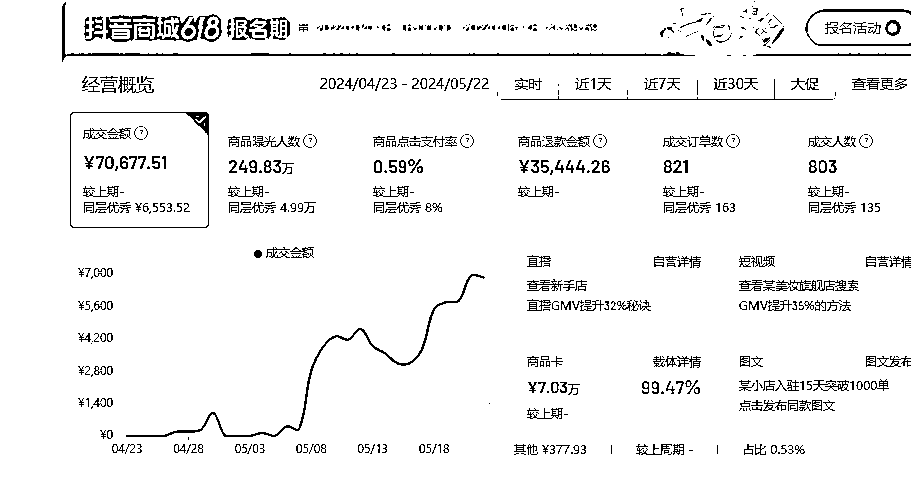 抖音商城618 报名期
报名活动
经营概览
2024/04/23 - 2024/05/22
实时 近1天 近7天 近30天 大促 查看更多
成交金额 商品曝光人数 商品点击支付率 商品退款金额 成交订单数 成交人数
¥70,677.51 249.83万 0.59% ¥35,444.26 821 803
较上期- 较上期- 较上期- 较上期- 较上期- 较上期-
同层优秀 ¥6,553.52 同层优秀 4.99万 同层优秀 8% 同层优秀 163 同层优秀 135
成交金额
¥7,000
¥5,600
¥4,200
¥2,800
¥1,400
¥0
04/23 04/28 05/03 05/08 05/13 05/18
直播 自营详情
查看新手店
直播GMV提升32%秘诀
短视频 自营详情
查看某美妆旗舰店搜索
GMV提升36%的方法
商品卡 载体详情
¥7.03万 99.47%
较上期-
图文 图文发布
某小店入驻15天突破1000单
点击发布同款图文
其他 ¥377.93 较上周期 - 占比 0.53%